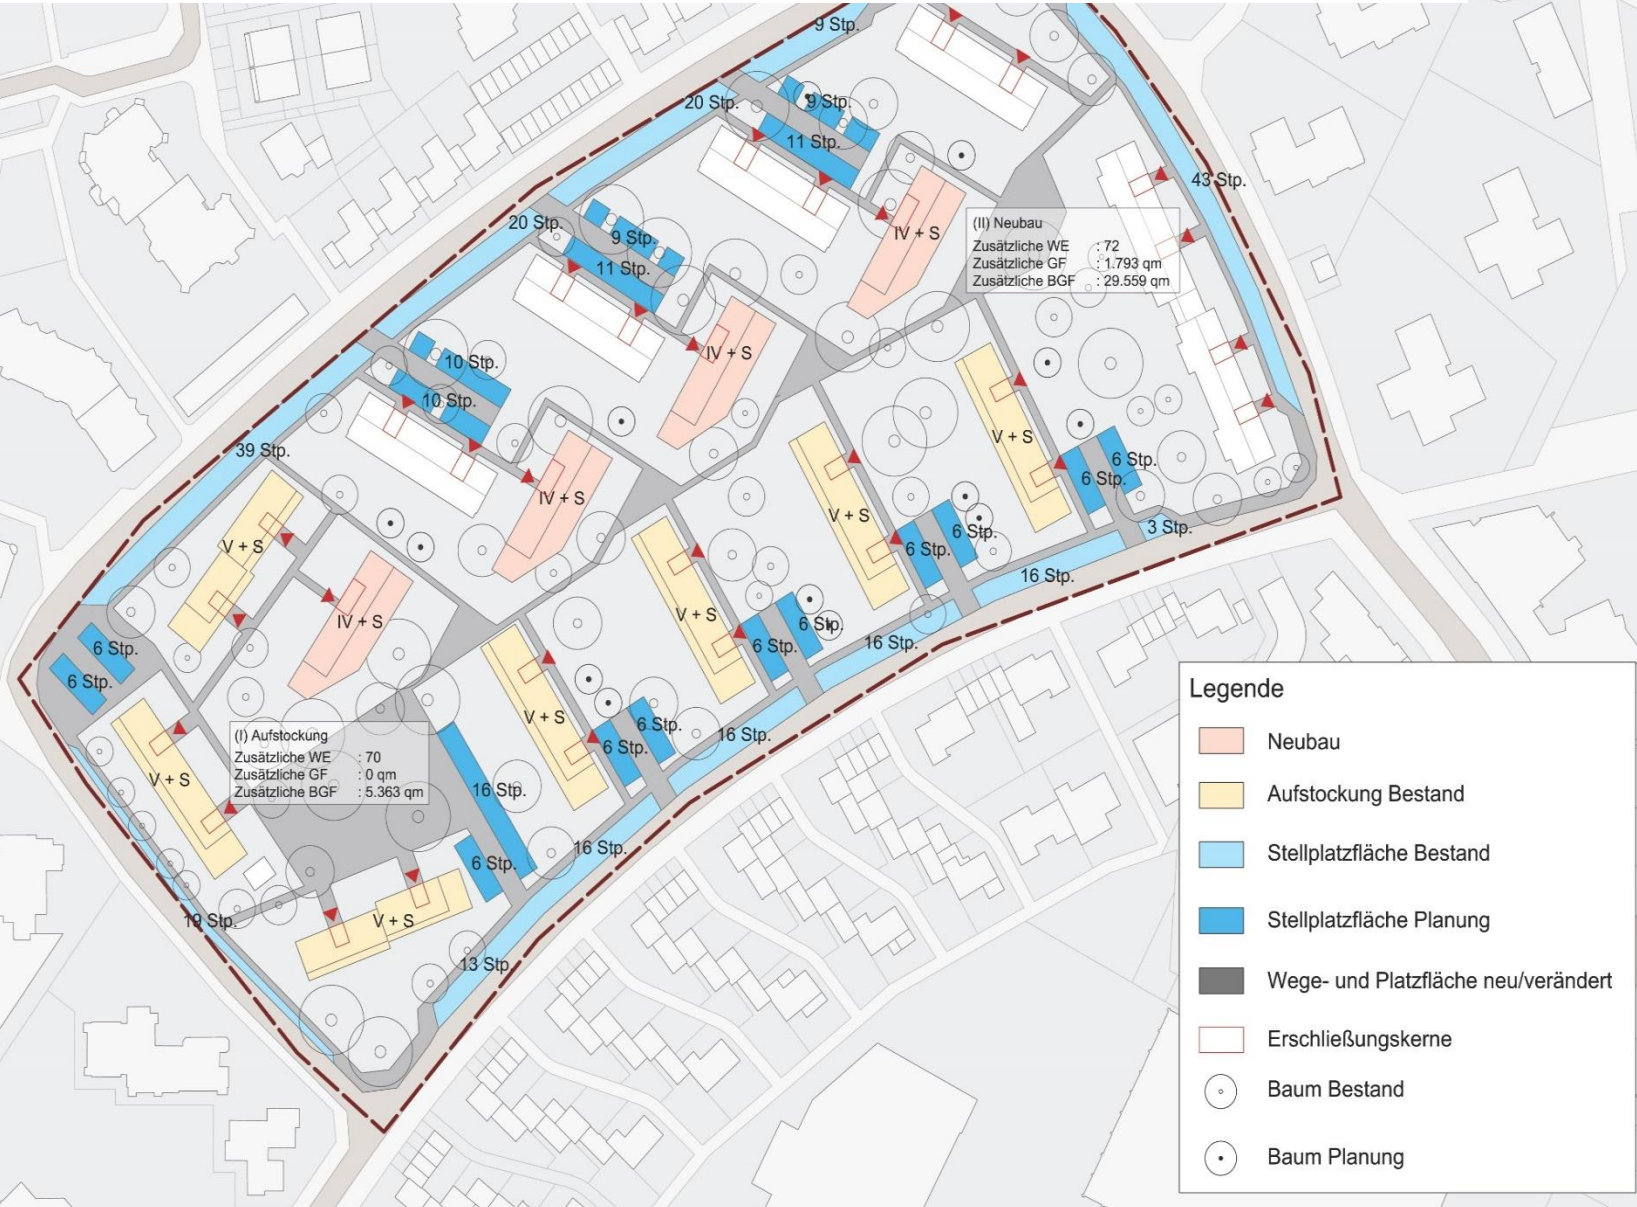 9 Stp.
20 Stp.
9 Stp.
11 Stp.
43 Stp.
20 Stp.
9 Stp.
11 Stp.
IV + S
(II) Neubau
Zusätzliche WE : 72
Zusätzliche GF : 1.793 qm
Zusätzliche BGF : 29.559 qm
10 Stp.
10 Stp.
IV + S
39 Stp.
IV + S
V + S
6 Stp.
6 Stp.
V + S
V + S
6 Stp.
6 Stp.
3 Stp.
16 Stp.
IV + S
V + S
6 Stp.
6 Stp.
16 Stp.
6 Stp.
6 Stp.
V + S
6 Stp.
6 Stp.
16 Stp.
(I) Aufstockung
Zusätzliche WE : 70
Zusätzliche GF : 0 qm
Zusätzliche BGF : 5.363 qm
V + S
16 Stp.
6 Stp.
16 Stp.
19 Stp.
V + S
13 Stp.
Legende
Neubau
Aufstockung Bestand
Stellplatzfläche Bestand
Stellplatzfläche Planung
Wege- und Platzfläche neu/verändert
Erschließungskerne
Baum Bestand
Baum Planung